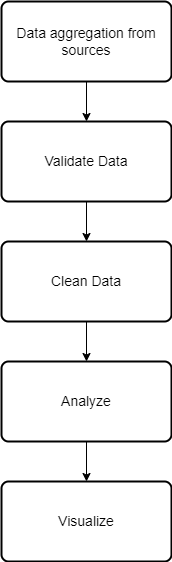 Data aggregation from
sources
Validate Data
Clean Data
Analyze
Visualize